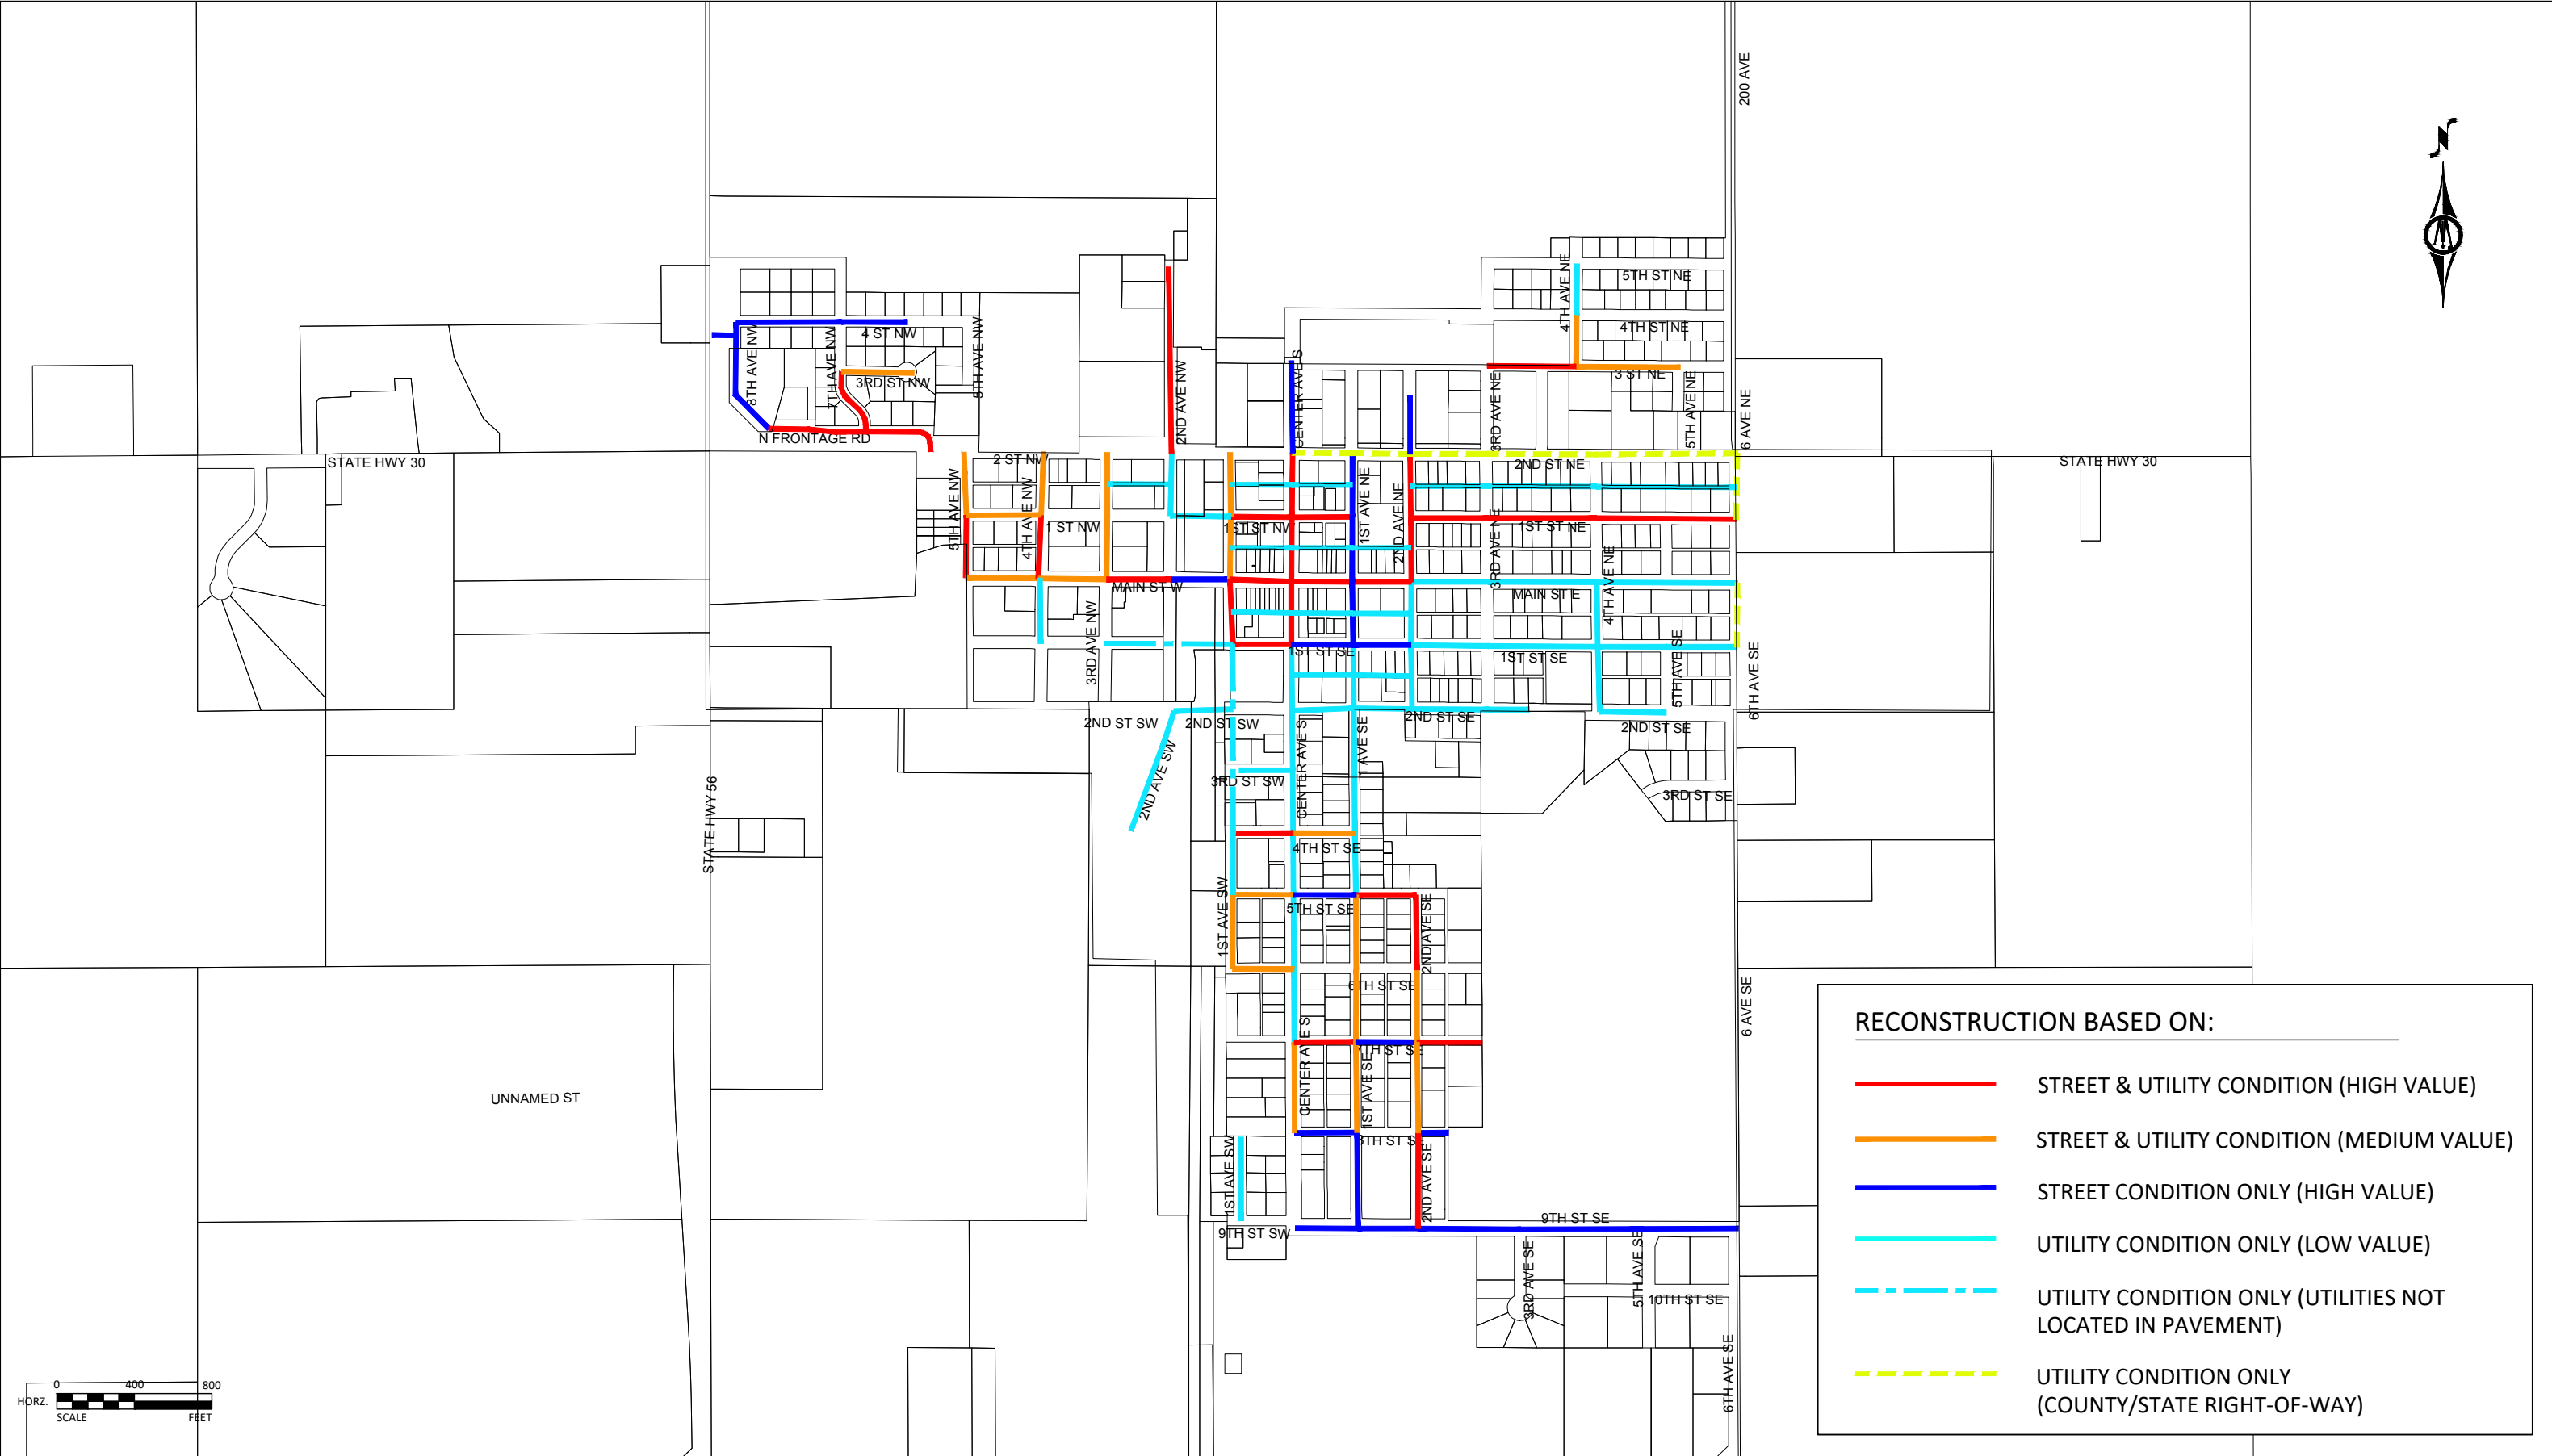 200 AVE
N
5TH ST NE
4TH AVE NE
4TH ST NE
4 ST NW
8TH AVE NW
7TH AVE NW
6TH AVE NW
3RD ST NW
2ND AVE NW
CENTER AVE S
3 ST NE
3RD AVE NE
5TH AVE NE
6 AVE NE
N FRONTAGE RD
STATE HWY 30
2 ST NW
2ND ST NE
STATE HWY 30
5TH AVE NW
4TH AVE NW
1 ST NW
1ST ST NW
1ST AVE NE
2ND AVE NE
3RD AVE NE
1ST ST NE
4TH AVE NE
MAIN ST W
MAIN ST E
3RD AVE NW
1ST ST SE
1ST ST SE
5TH AVE SE
6TH AVE SE
2ND ST SW
2ND ST SW
2ND ST SE
2ND ST SE
2ND AVE SW
CENTER AVE S
1 AVE SE
3RD ST SW
3RD ST SE
STATE HWY 56
4TH ST SE
1ST AVE SW
5TH ST SE
2ND AVE SE
6TH ST SE
6 AVE SE
7TH ST SE
CENTER AVE S
1ST AVE SE
UNNAMED ST
8TH ST SE
1ST AVE SW
2ND AVE SE
9TH ST SW
9TH ST SE
3RD AVE SE
5TH AVE SE
10TH ST SE
6TH AVE SE
RECONSTRUCTION BASED ON:
STREET & UTILITY CONDITION (HIGH VALUE)
STREET & UTILITY CONDITION (MEDIUM VALUE)
STREET CONDITION ONLY (HIGH VALUE)
UTILITY CONDITION ONLY (LOW VALUE)
UTILITY CONDITION ONLY (UTILITIES NOT
LOCATED IN PAVEMENT)
UTILITY CONDITION ONLY
(COUNTY/STATE RIGHT-OF-WAY)
0 400 800
HORZ.
SCALE FEET